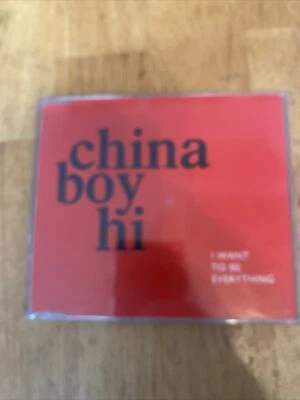 china
boy
hi
I WANT
TO BE
EVERYTHING